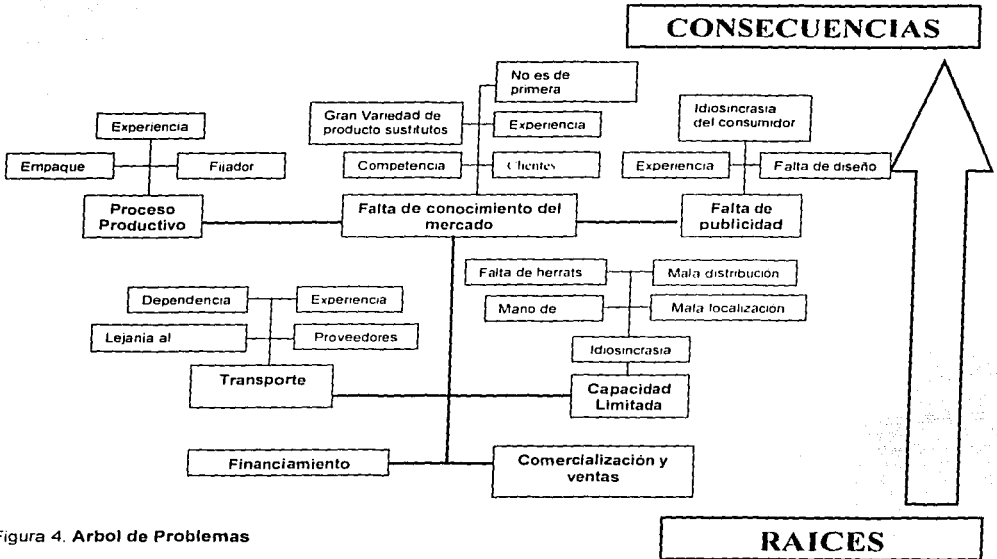 CONSECUENCIAS
No es de
primera
Gran Variedad de
producto sustitutos
Experiencia
Idiosincrasia
del consumidor
Experiencia
Empaque
Fijador
Competencia
Clientes
Experiencia
Falta de diseño
Proceso
Productivo
Falta de conocimiento del
mercado
Falta de
publicidad
Falta de herrats
Mala distribución
Dependencia
Experiencia
Mano de
Mala localización
Lejania al
Proveedores
Idiosincrasia
Transporte
Capacidad
Limitada
Financiamiento
Comercialización y
ventas
Figura 4. Arbol de Problemas
RAICES